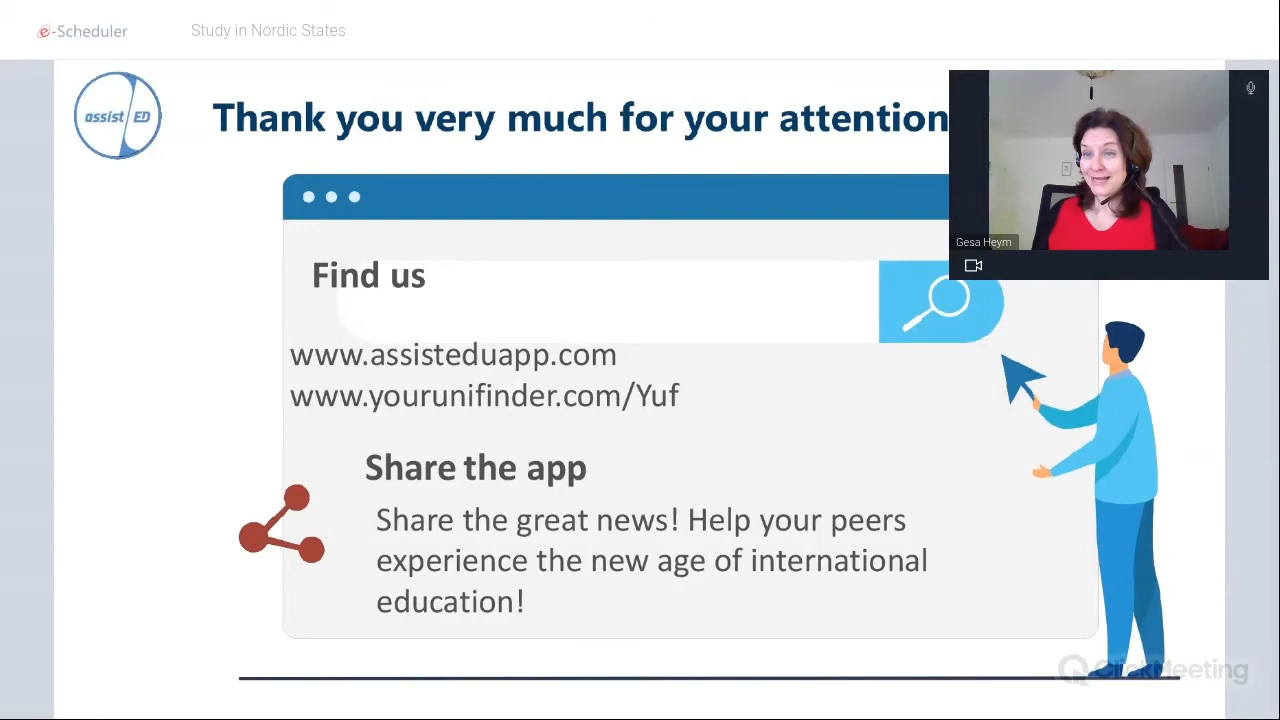 e-Scheduler
Study in Nordic States
assist ED
Thank you very much for your attention
Gesa Heym
Find us
www.assisteduapp.com
www.yourunifinder.com/Yuf
Share the app
Share the great news! Help your peers
experience the new age of international
education!
ClickMeeting